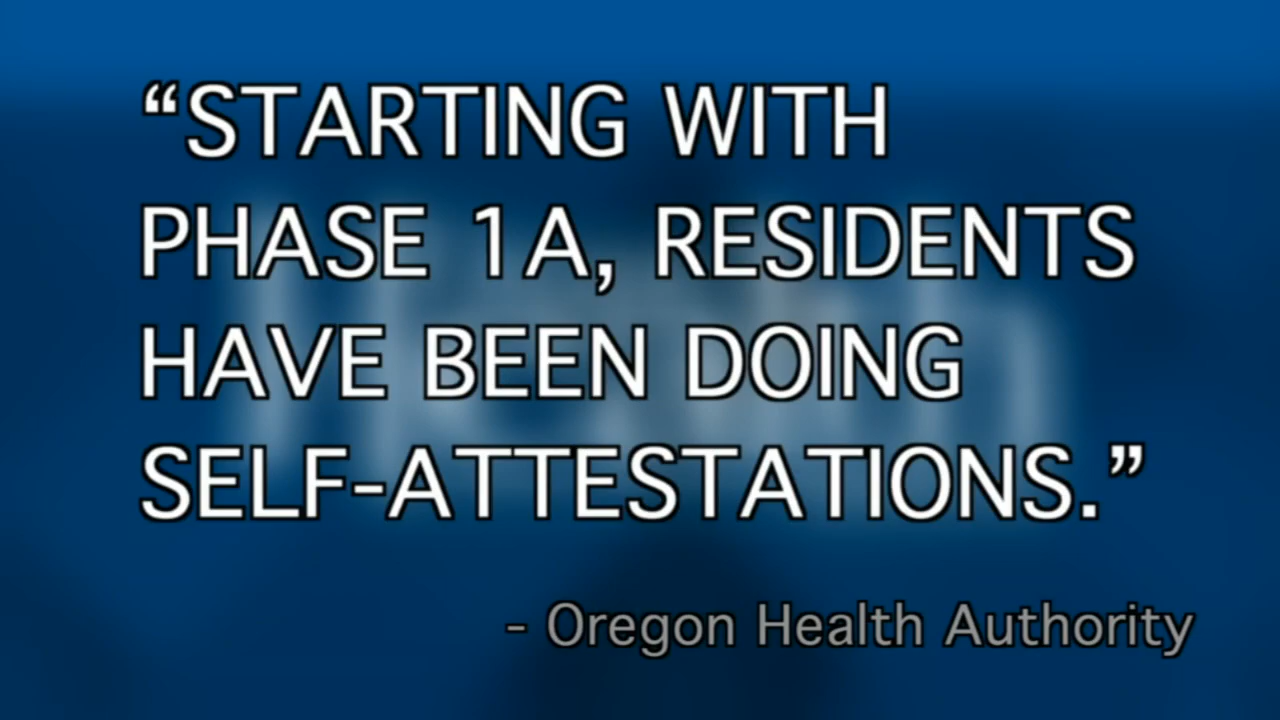 “STARTING WITH
PHASE 1A, RESIDENTS
HAVE BEEN DOING
SELF-ATTESTATIONS.”
- Oregon Health Authority